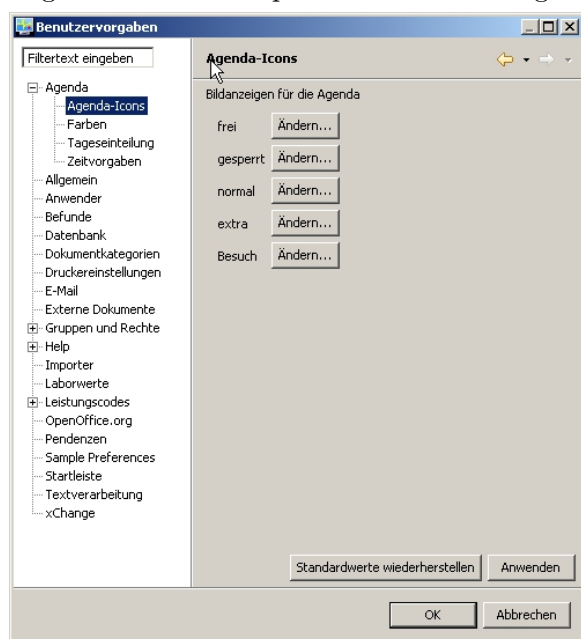 Benutzervorgaben
Filtertext eingeben
Agenda
Agenda-Icons
Farben
Tageseinteilung
Zeitvorgaben
Allgemein
Anwender
Befunde
Datenbank
Dokumentkategorien
Druckereinstellungen
E-Mail
Externe Dokumente
Gruppen und Rechte
Help
Importer
Laborwerte
Leistungscodes
OpenOffice.org
Pendenzen
Sample Preferences
Startleiste
Textverarbeitung
xChange
Agenda-Icons
Bildanzeigen für die Agenda
frei Ändern...
gesperrt Ändern...
normal Ändern...
extra Ändern...
Besuch Ändern...
Standardwerte wiederherstellen Anwenden
OK Abbrechen